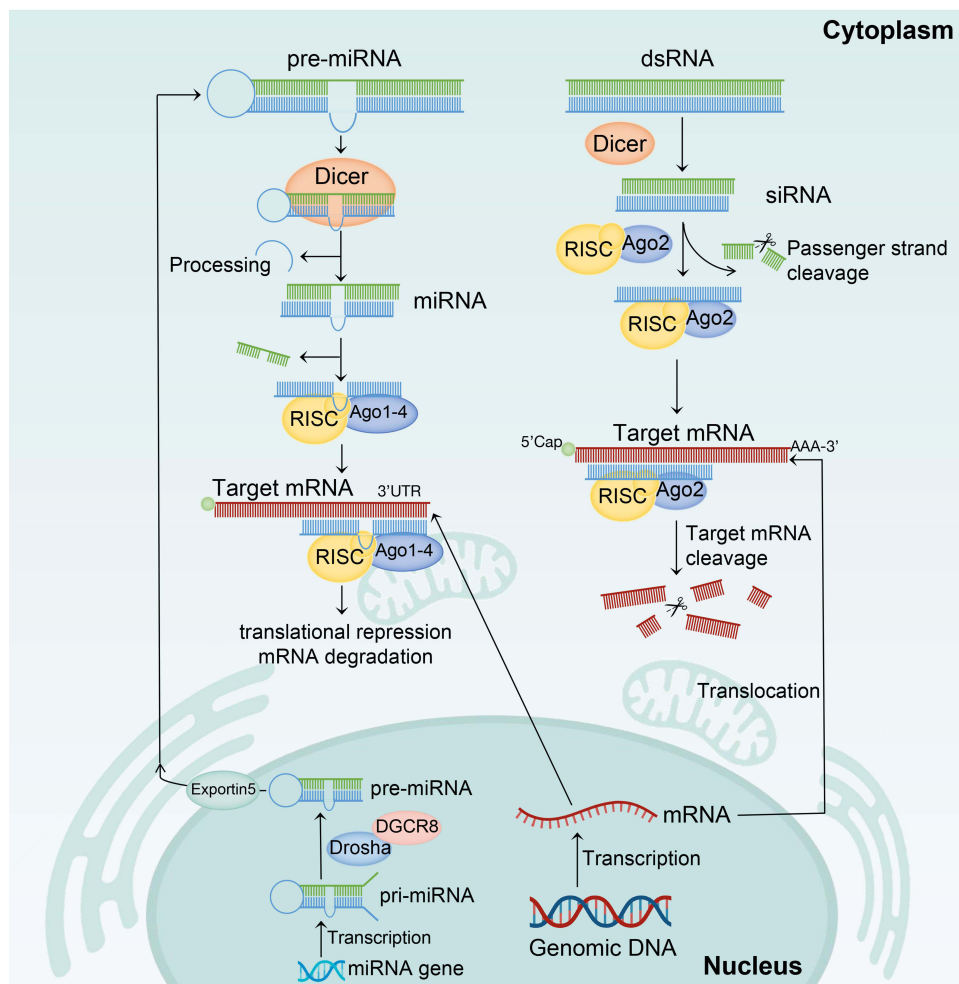 Cytoplasm
pre-miRNA
dsRNA
Dicer
Dicer
siRNA
RISC
Ago2
Passenger strand
cleavage
Processing
miRNA
RISC
Ago2
RISC
Ago1-4
5’Cap
Target mRNA
AAA-3’
Target mRNA
3’UTR
RISC
Ago2
RISC
Ago1-4
Target mRNA
cleavage
translational repression
mRNA degradation
Translocation
Exportin5
pre-miRNA
DGCR8
Drosha
mRNA
Transcription
pri-miRNA
Transcription
Genomic DNA
miRNA gene
Nucleus